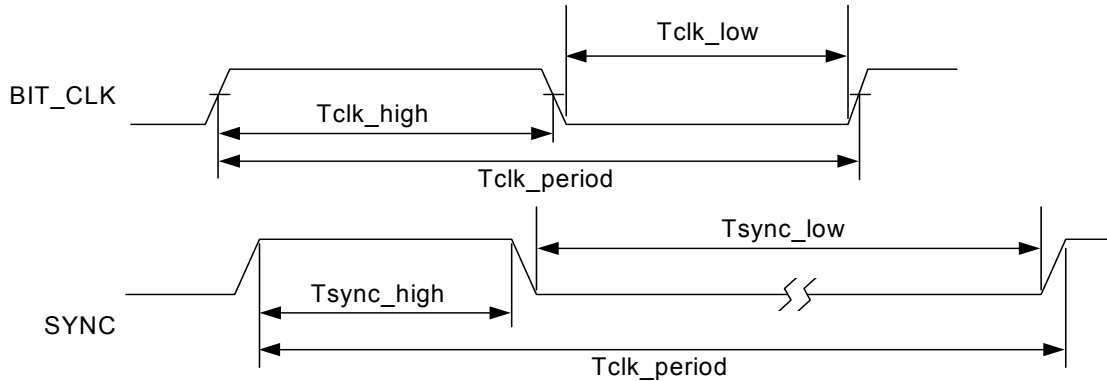 Tclk_low
BIT_CLK
Tclk_high
Tclk_period
Tsync_low
Tsync_high
SYNC
Tclk_period